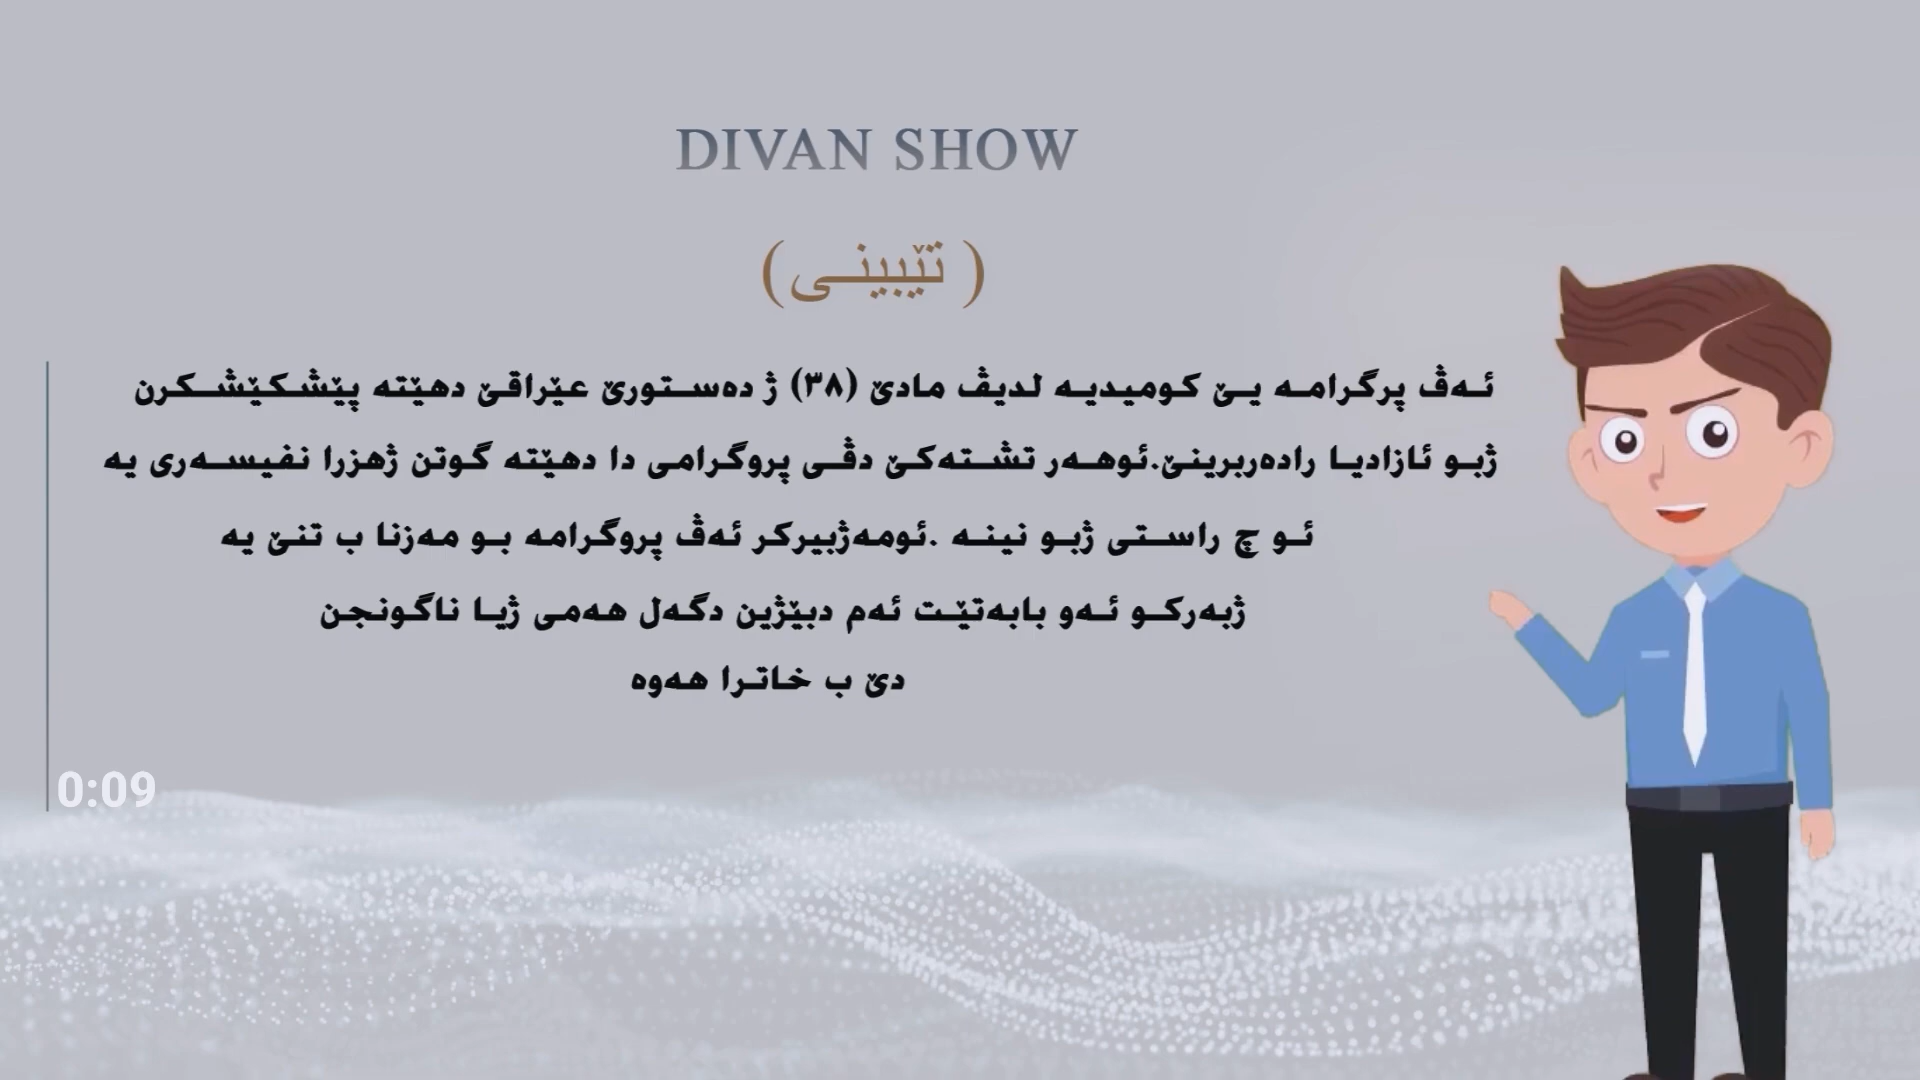 DIVAN SHOW
( تێبینی)
ئەڤ پرگرامە یێ کومیدیە لدیڤ مادێ (٣٨) ژ دەستورێ عێراقێ دهێتە پێشکێشکرن
ژبو ئازادیا رادەربرینێ.ئوهەر تشتەکێ دڤی پروگرامی دا دهێتە گوتن ژهزرا نفیسەری یە
ئو چ راستی ژبو نینە .ئومەژبیرکر ئەڤ پروگرامە بو مەزنا ب تنێ یە
ژبەرکو ئەو بابەتێت ئەم دبێژین دگەل هەمی ژیا ناگونجن
دێ ب خاترا هەوە
0:09